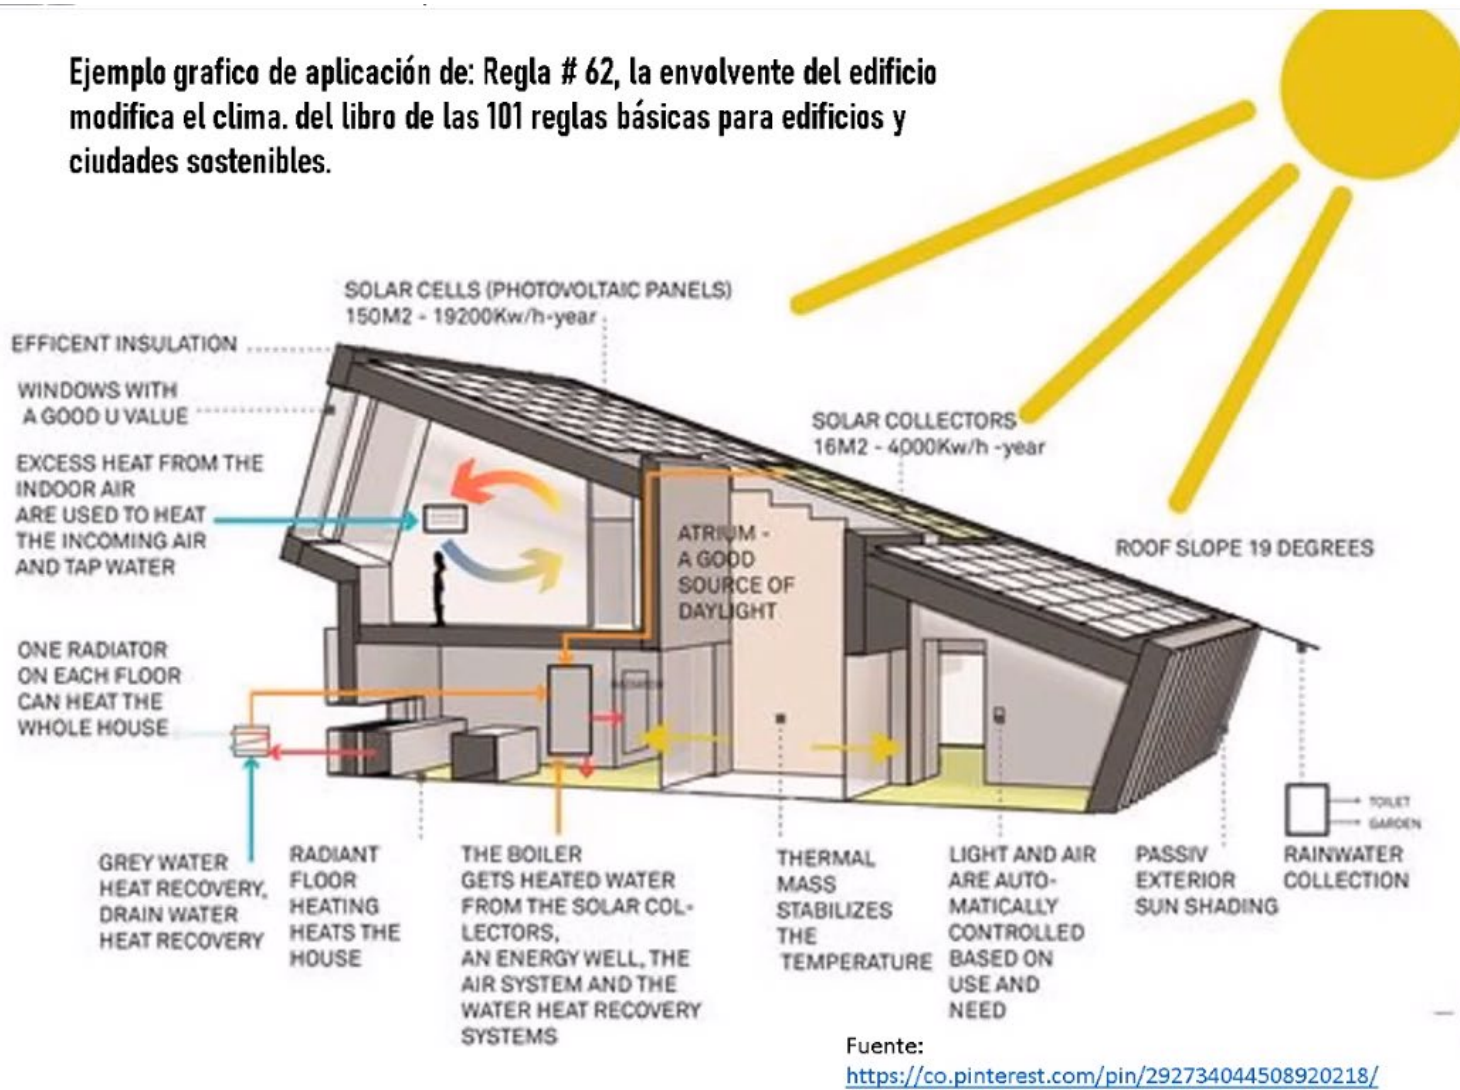 Ejemplo grafico de aplicación de: Regla # 62, la envolvente del edificio
modifica el clima. del libro de las 101 reglas básicas para edificios y
ciudades sostenibles.
SOLAR CELLS (PHOTOVOLTAIC PANELS)
150M2 - 19200Kw/h-year
EFFICENT INSULATION
WINDOWS WITH
A GOOD U VALUE
SOLAR COLLECTORS
16M2 - 4000Kw/h -year
EXCESS HEAT FROM THE
INDOOR AIR
ARE USED TO HEAT
THE INCOMING AIR
AND TAP WATER
ATRIUM -
A GOOD
SOURCE OF
DAYLIGHT
ROOF SLOPE 19 DEGREES
ONE RADIATOR
ON EACH FLOOR
CAN HEAT THE
WHOLE HOUSE
TOILET
GARDEN
GREY WATER
HEAT RECOVERY,
DRAIN WATER
HEAT RECOVERY
RADIANT
FLOOR
HEATING
HEATS THE
HOUSE
THE BOILER
GETS HEATED WATER
FROM THE SOLAR COL-
LECTORS,
AN ENERGY WELL, THE
AIR SYSTEM AND THE
WATER HEAT RECOVERY
SYSTEMS
THERMAL
MASS
STABILIZES
THE
TEMPERATURE
LIGHT AND AIR
ARE AUTO-
MATICALLY
CONTROLLED
BASED ON
USE AND
NEED
PASSIV
EXTERIOR
SUN SHADING
RAINWATER
COLLECTION
Fuente:
https://co.pinterest.com/pin/292734044508920218/